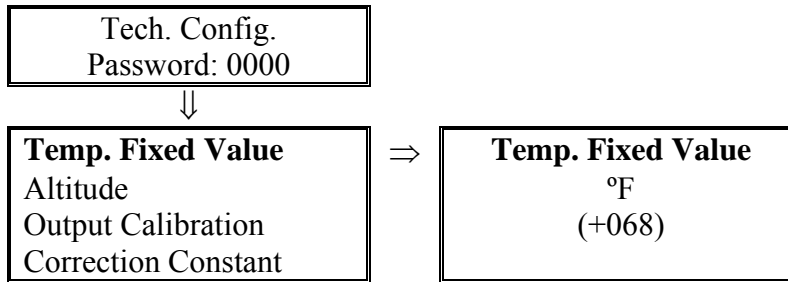 Tech. Config.
Password: 0000
⇓
Temp. Fixed Value
Altitude
Output Calibration
Correction Constant
⇒
Temp. Fixed Value
ºF
(+068)